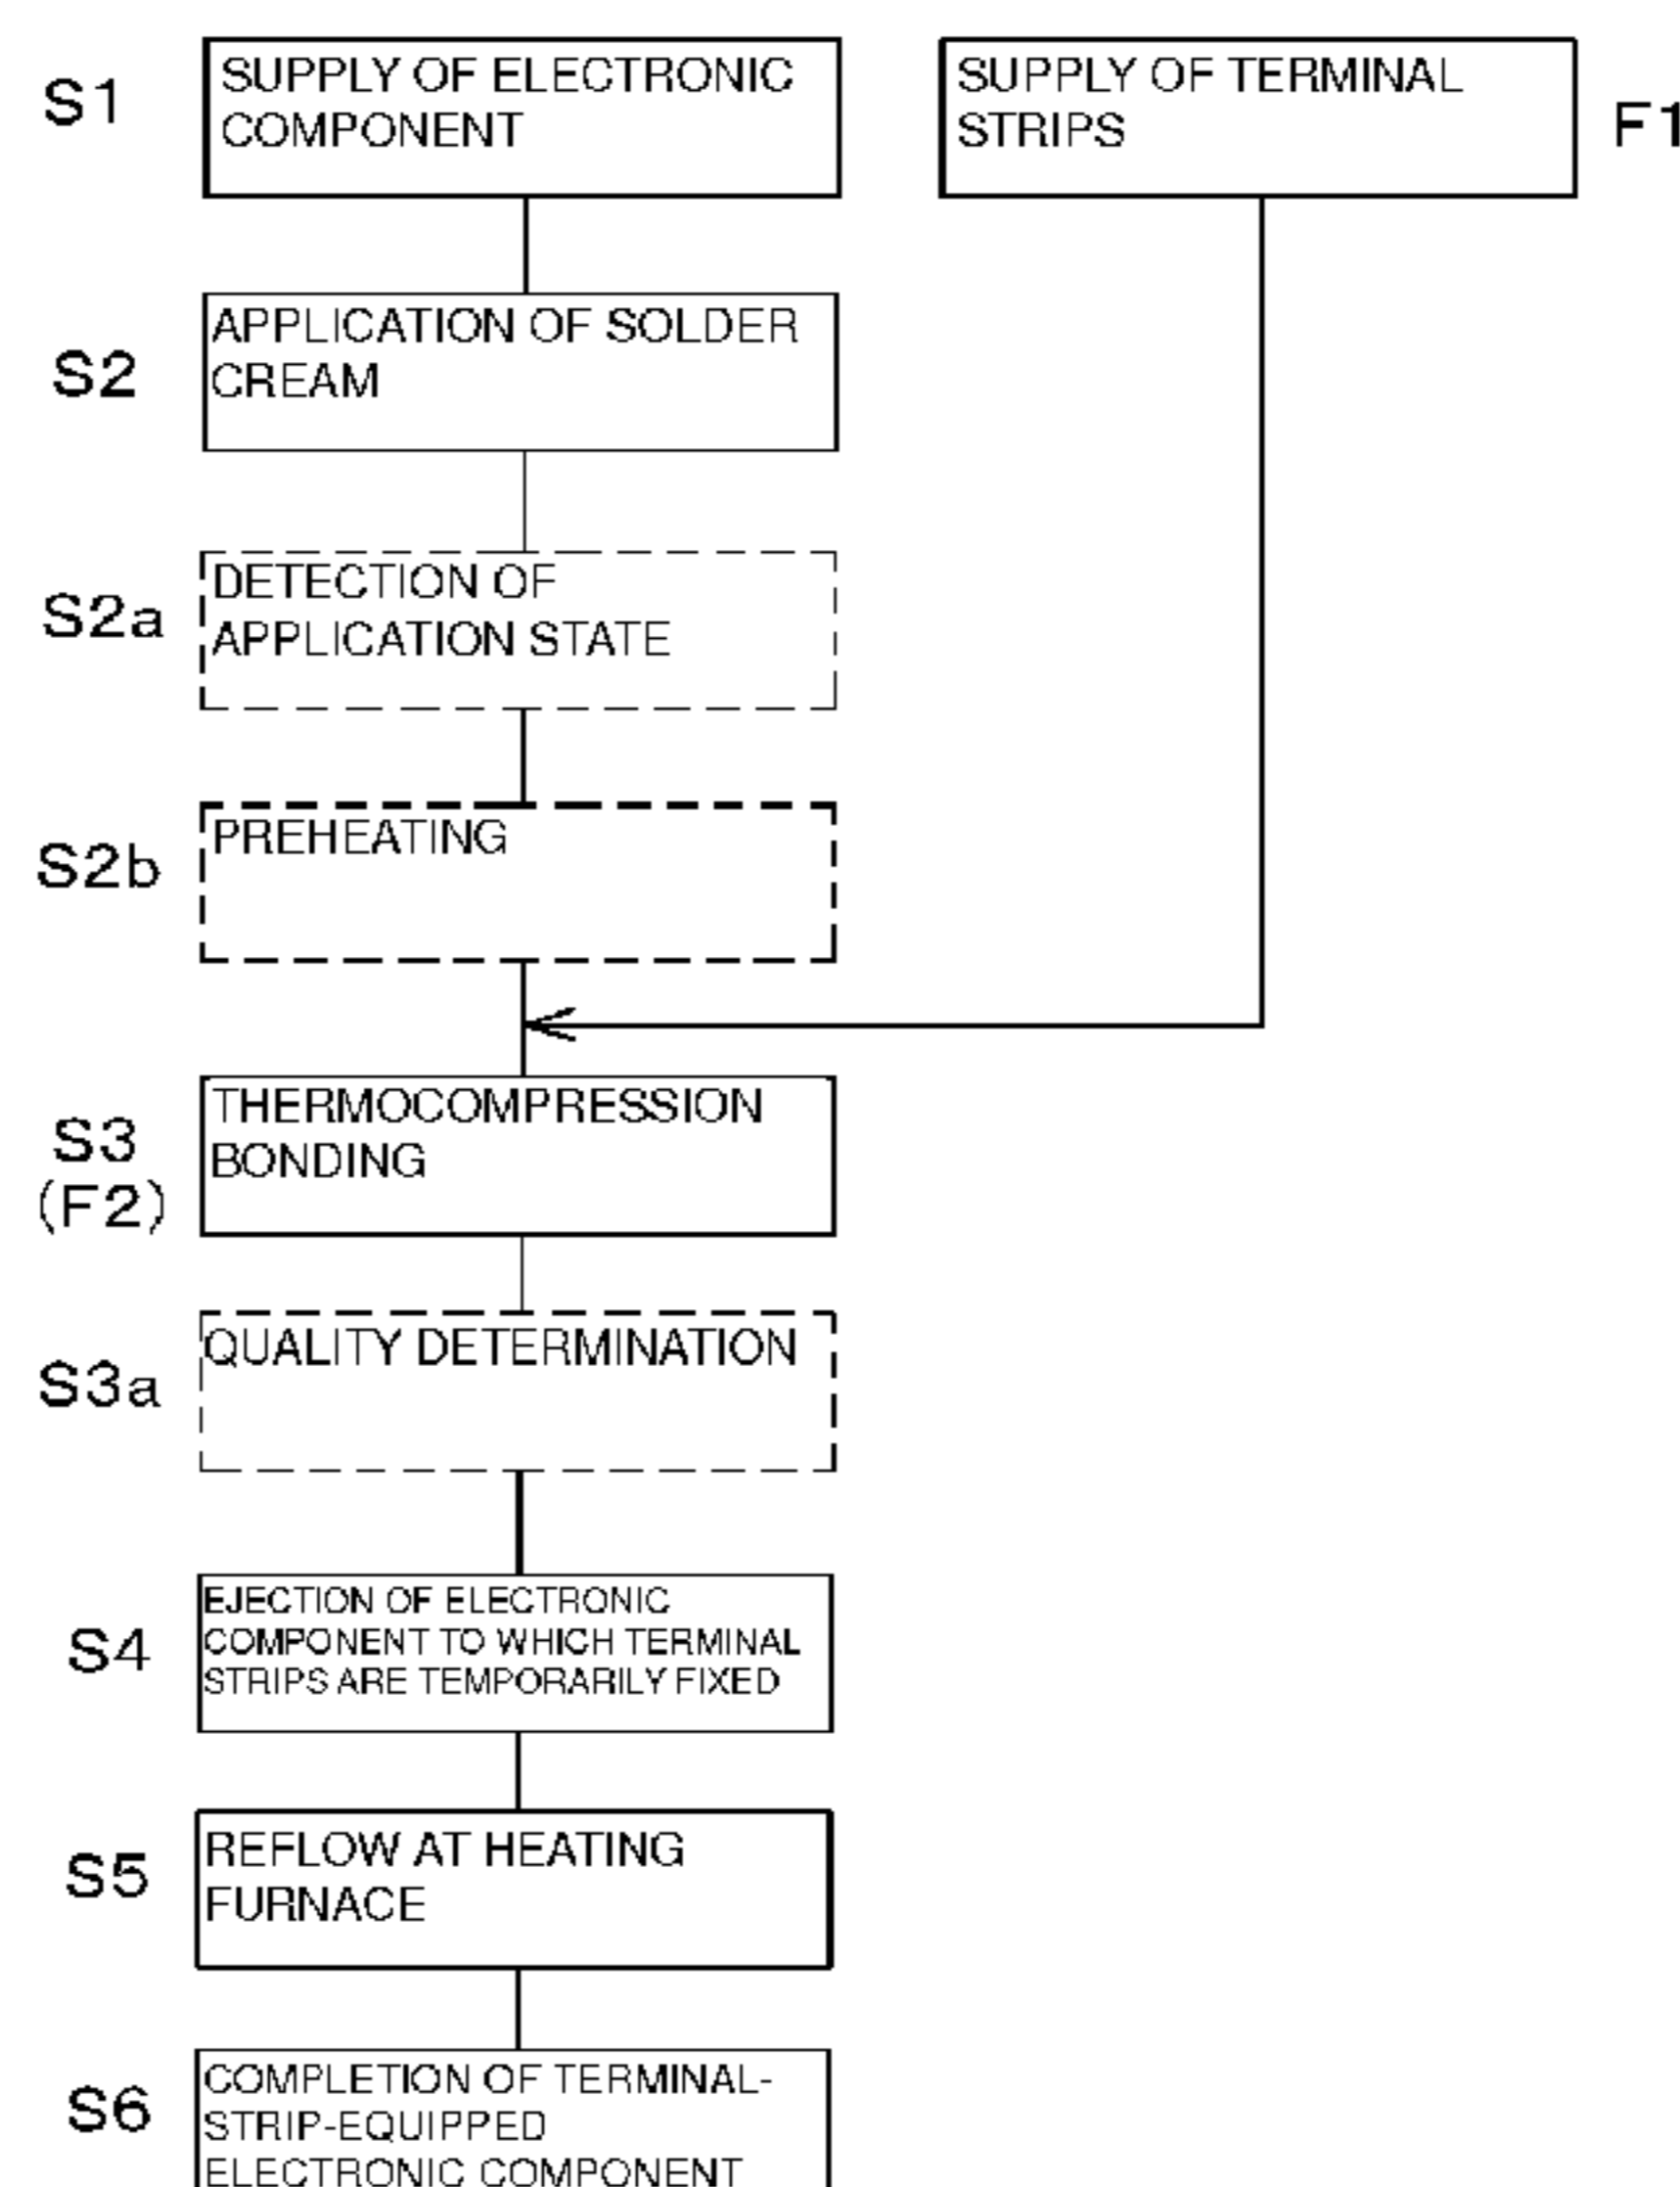 S1
SUPPLY OF ELECTRONIC
COMPONENT
SUPPLY OF TERMINAL
STRIPS
F1
S2
APPLICATION OF SOLDER
CREAM
S2a
DETECTION OF
APPLICATION STATE
S2b
PREHEATING
S3
(F2)
THERMOCOMPRESSION
BONDING
S3a
QUALITY DETERMINATION
S4
EJECTION OF ELECTRONIC
COMPONENT TO WHICH TERMINAL
STRIPS ARE TEMPORARILY FIXED
S5
REFLOW AT HEATING
FURNACE
S6
COMPLETION OF TERMINAL-
STRIP-EQUIPPED
ELECTRONIC COMPONENT